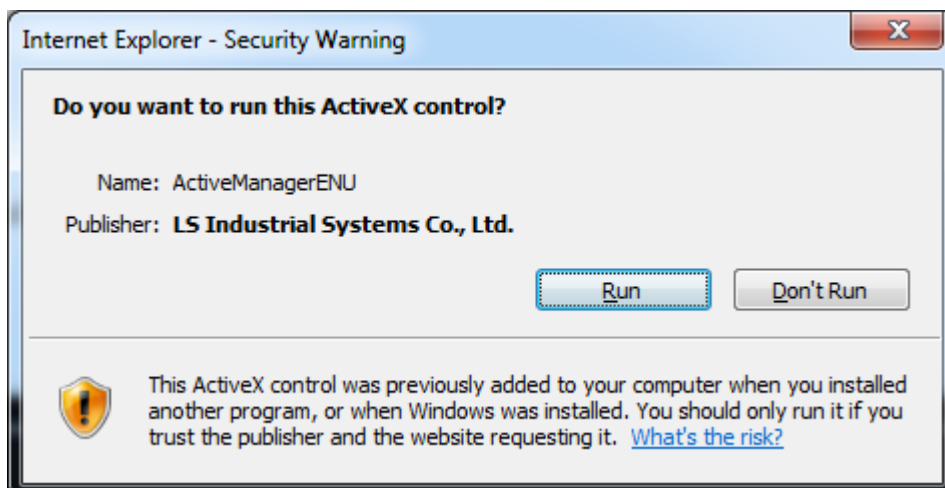 Internet Explorer - Security Warning
Do you want to run this ActiveX control?
Name: ActiveManagerENU
Publisher: LS Industrial Systems Co., Ltd.
Run Don't Run
This ActiveX control was previously added to your computer when you installed
another program, or when Windows was installed. You should only run it if you
trust the publisher and the website requesting it. What's the risk?